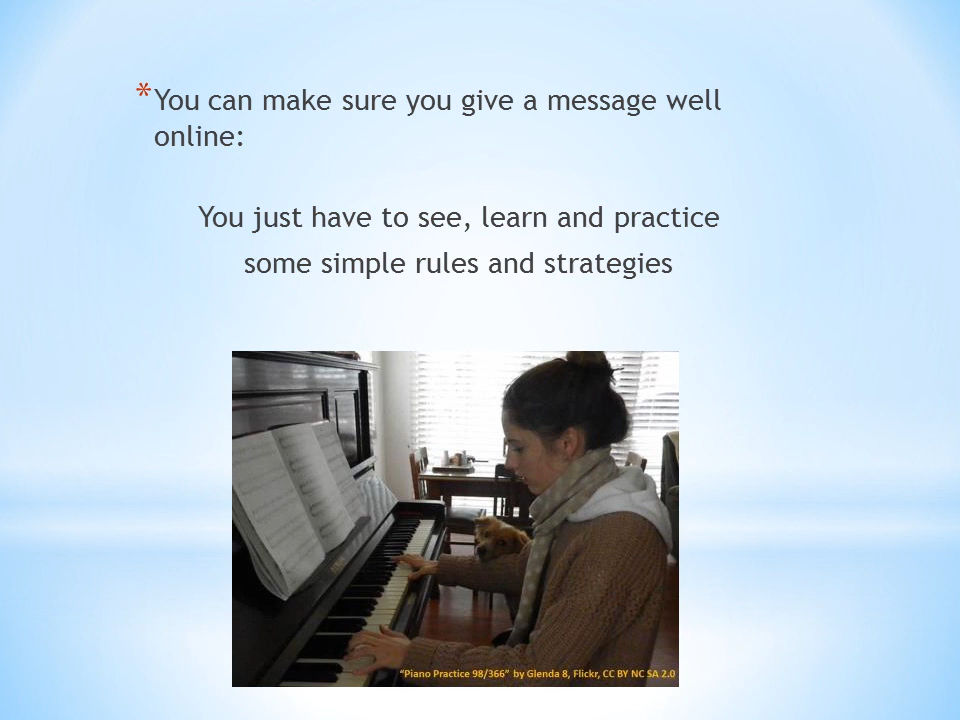 *You can make sure you give a message well
online:
You just have to see, learn and practice
some simple rules and strategies
“Piano Practice 98/366” by Glenda 8, Flickr, CC BY NC SA 2.0